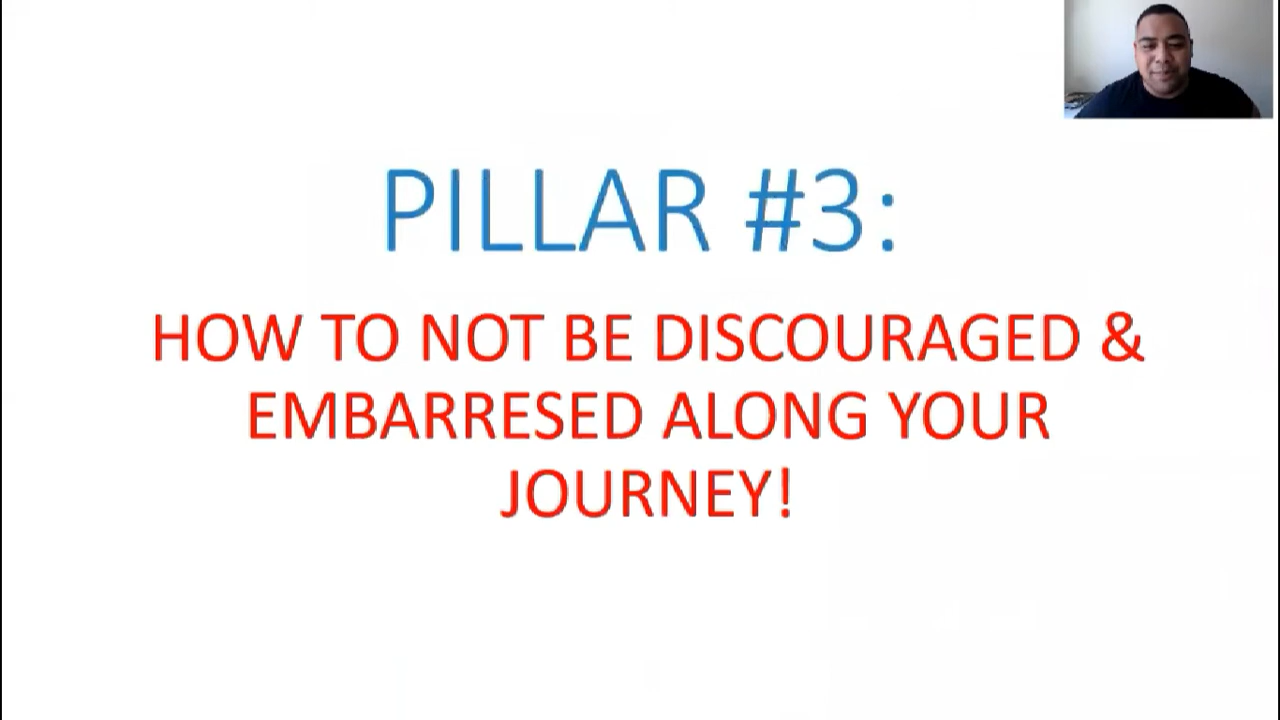 PILLAR #3:
HOW TO NOT BE DISCOURAGED &
EMBARRESED ALONG YOUR
JOURNEY!